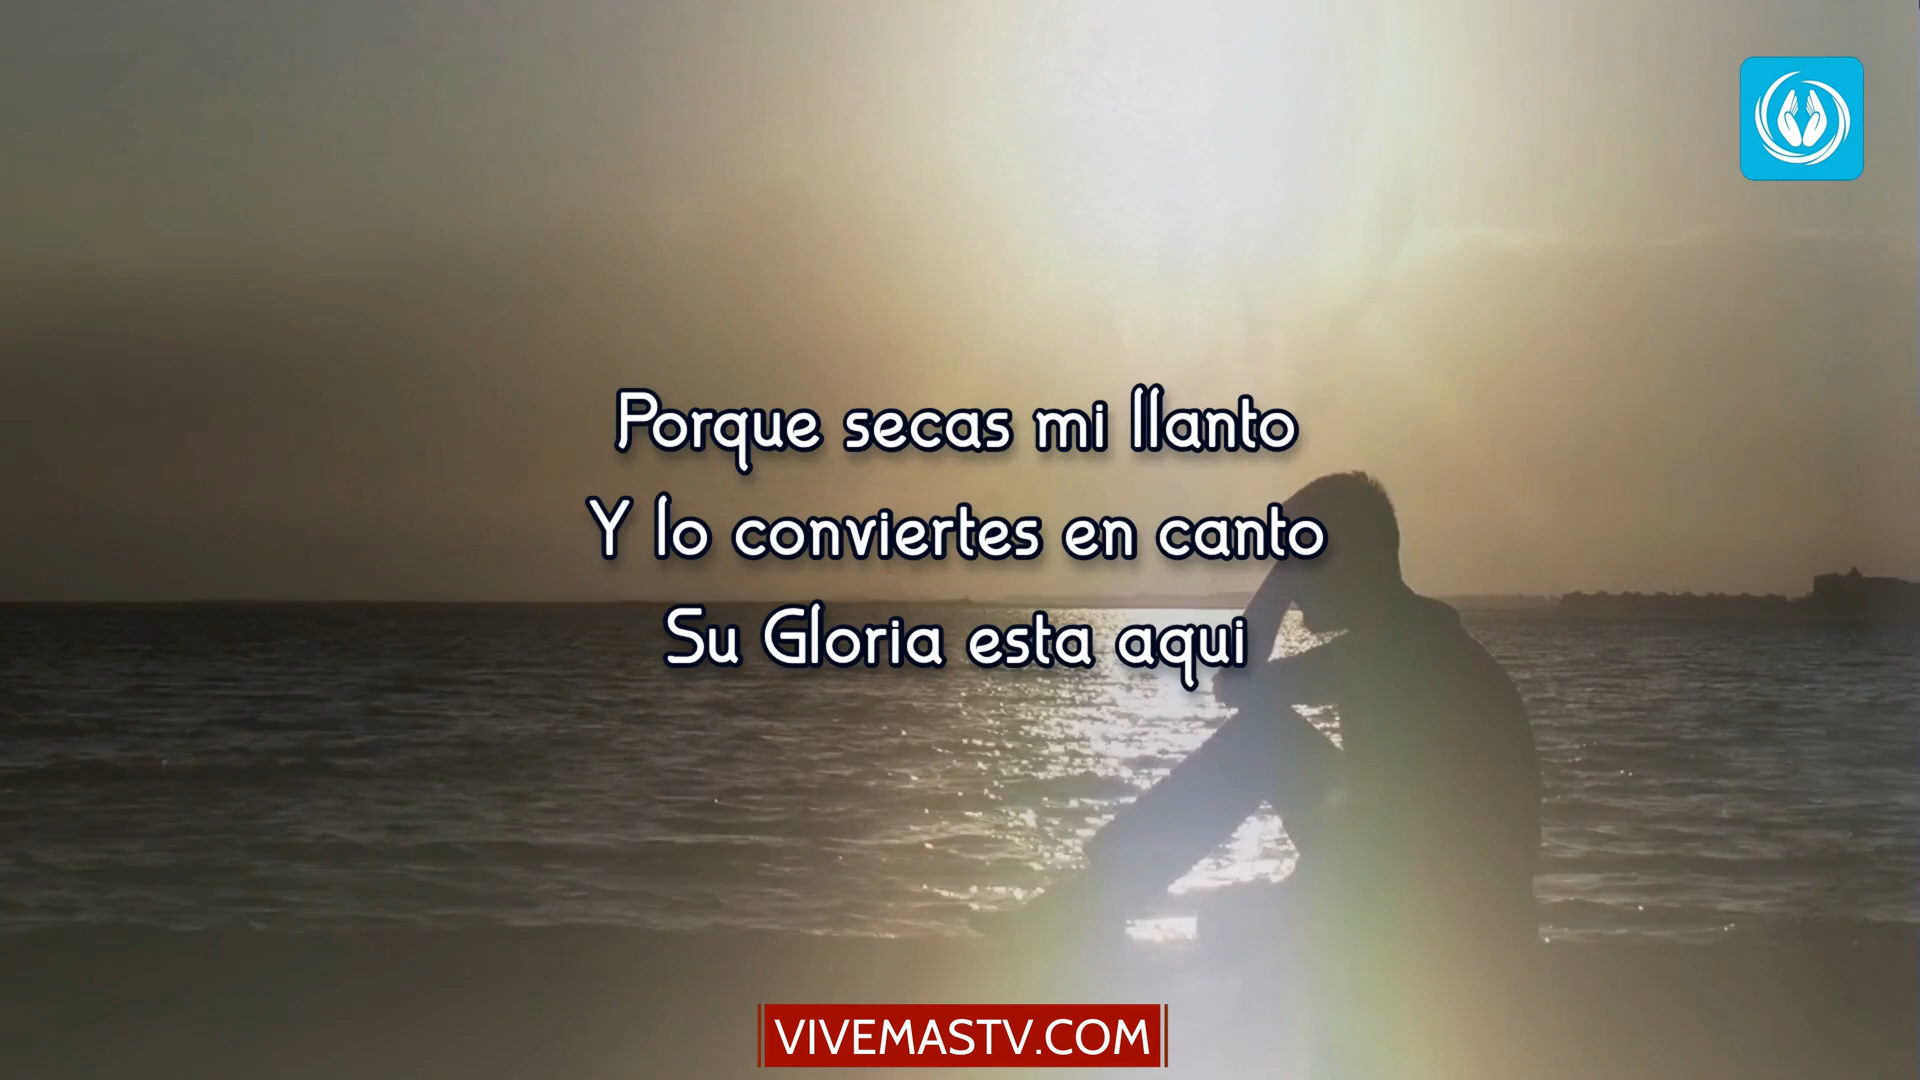 Porque secas mi llanto
Y lo conviertes en canto
Su Gloria esta aqui
VIVEMASTV.COM